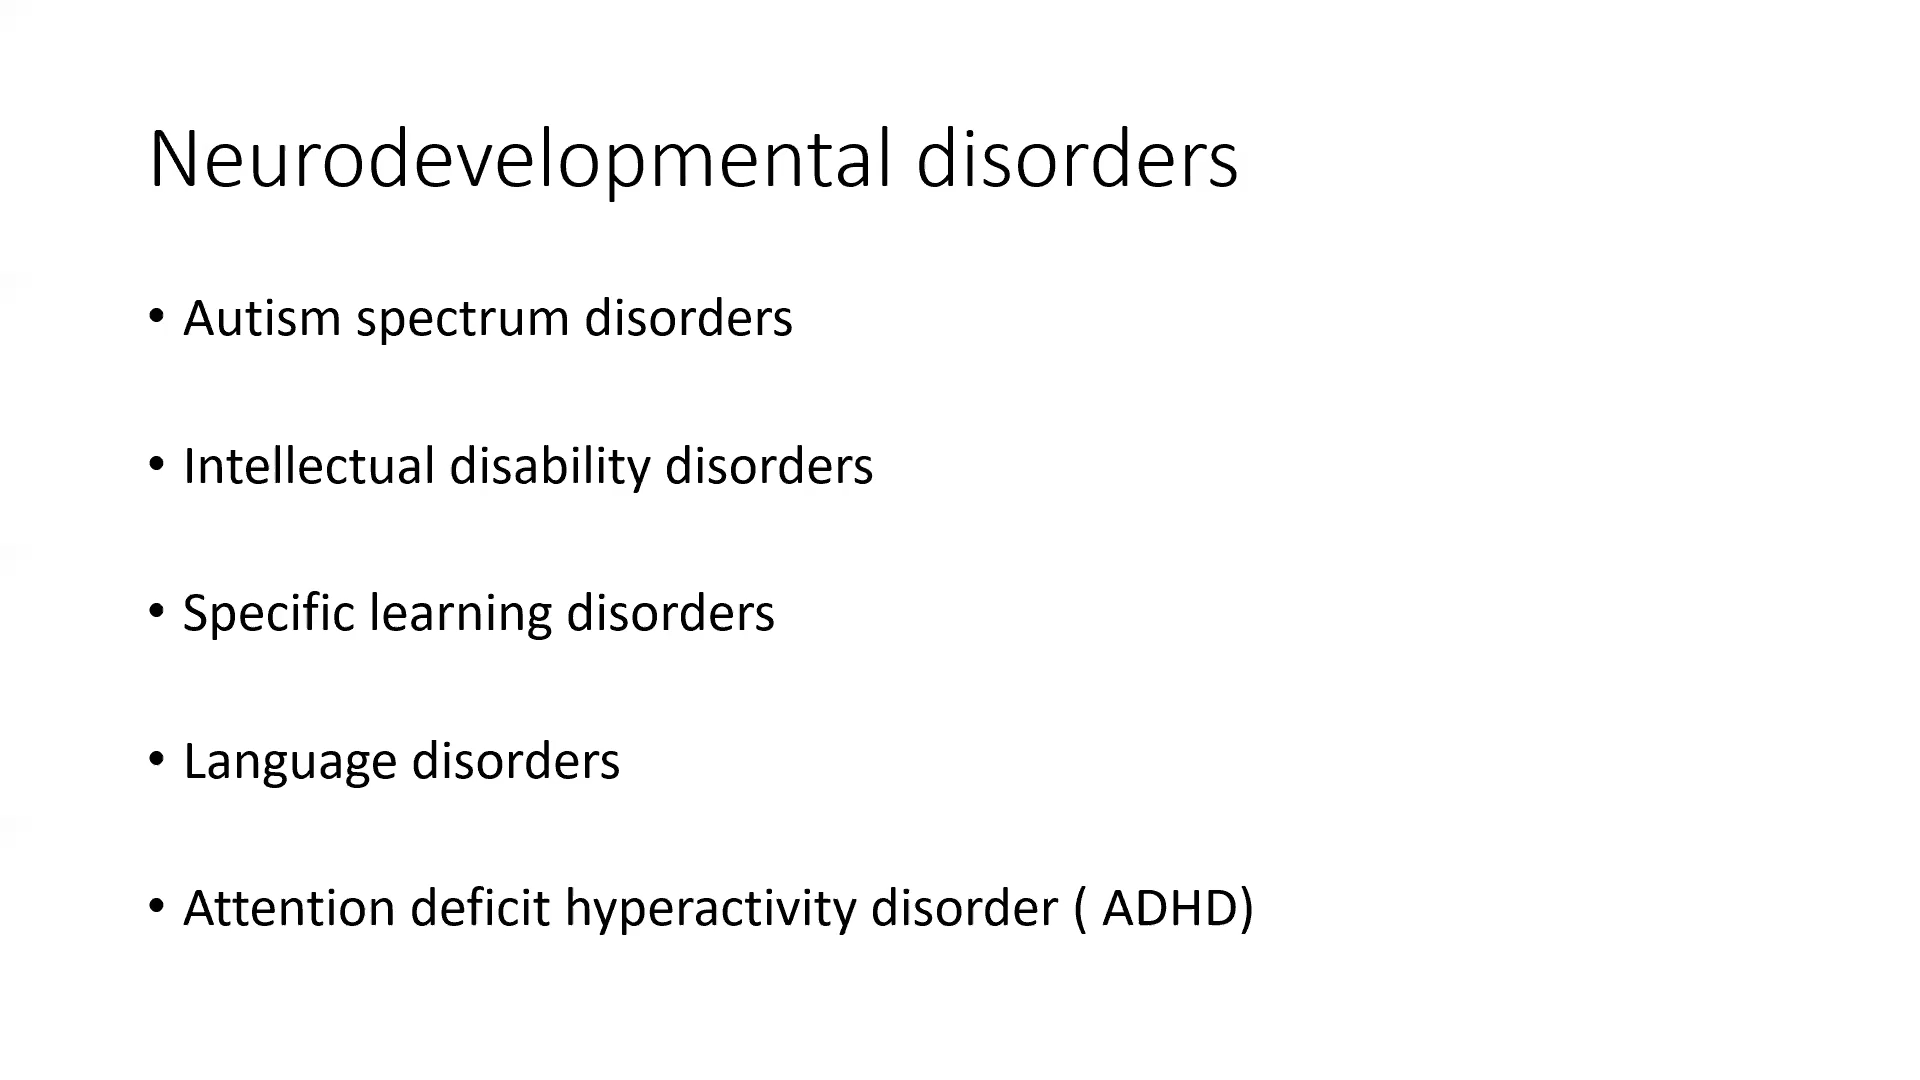 Neurodevelopmental disorders
• Autism spectrum disorders
• Intellectual disability disorders
• Specific learning disorders
• Language disorders
• Attention deficit hyperactivity disorder ( ADHD)